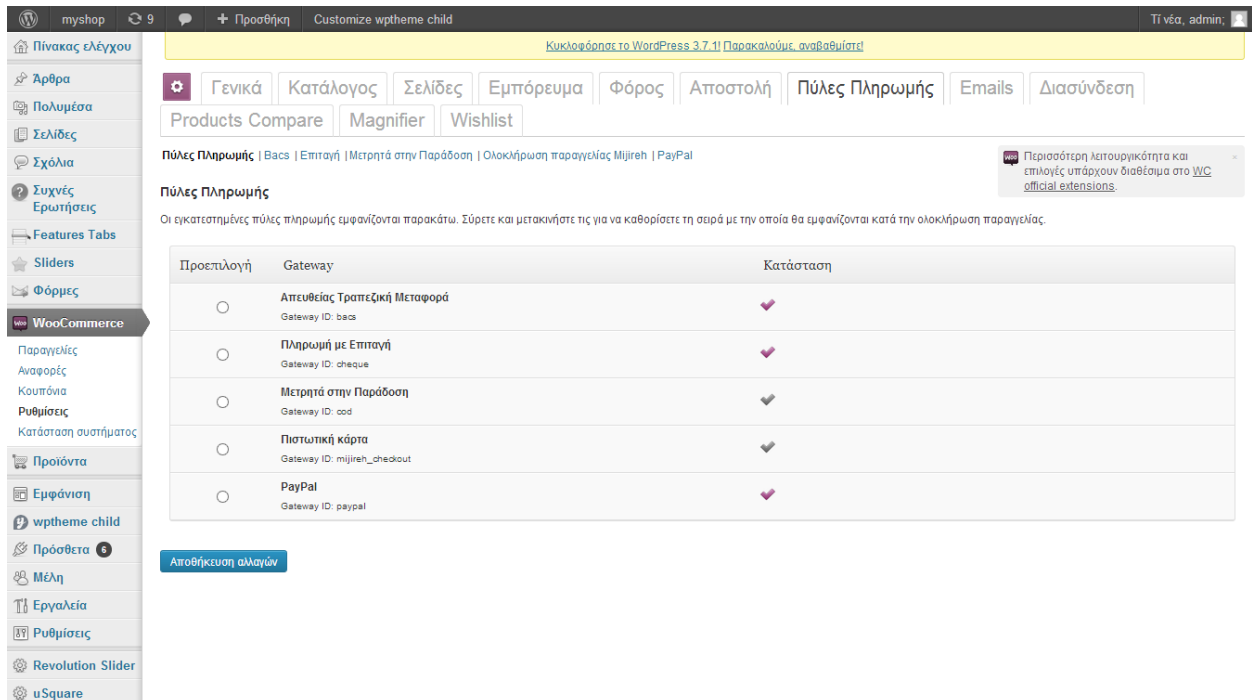 myshop 9 Προσθήκη Customize wptheme child Τί νέα, admin;
Πίνακας ελέγχου
Άρθρα
Πολυμέσα
Σελίδες
Σχόλια
Συχνές
Ερωτήσεις
Features Tabs
Sliders
Φόρμες
WooCommerce
Παραγγελίες
Αναφορές
Κουπόνια
Ρυθμίσεις
Κατάσταση συστήματος
Προϊόντα
Εμφάνιση
wptheme child
Πρόσθετα 6
Μέλη
Εργαλεία
Ρυθμίσεις
Revolution Slider
uSquare
Κυκλοφόρησε το WordPress 3.7.1! Παρακαλούμε, αναβαθμίστε!
Γενικά Κατάλογος Σελίδες Εμπόρευμα Φόρος Αποστολή Πύλες Πληρωμής Emails Διασύνδεση
Products Compare Magnifier Wishlist
Πύλες Πληρωμής | Bacs | Επιταγή | Μετρητά στην Παράδοση | Ολοκλήρωση παραγγελίας Mijireh | PayPal
woo Περισσότερη λειτουργικότητα και ×
επιλογές υπάρχουν διαθέσιμα στο WC
official extensions.
Πύλες Πληρωμής
Οι εγκατεστημένες πύλες πληρωμής εμφανίζονται παρακάτω. Σύρετε και μετακινήστε τις για να καθορίσετε τη σειρά με την οποία θα εμφανίζονται κατά την ολοκλήρωση παραγγελίας.
Προεπιλογή Gateway Κατάσταση
Απευθείας Τραπεζική Μεταφορά
Gateway ID: bacs
Πληρωμή με Επιταγή
Gateway ID: cheque
Μετρητά στην Παράδοση
Gateway ID: cod
Πιστωτική κάρτα
Gateway ID: mijireh_checkout
PayPal
Gateway ID: paypal
Αποθήκευση αλλαγών